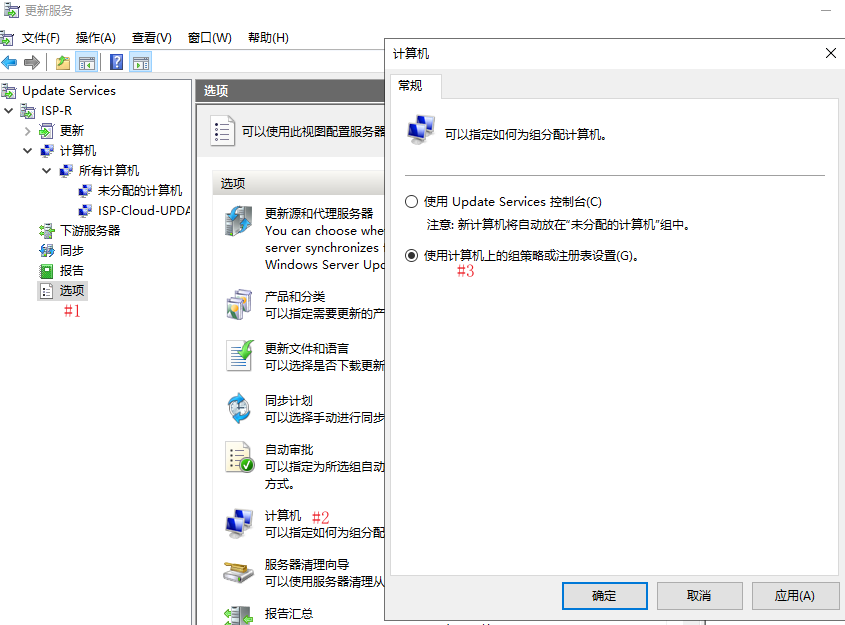 更新服务
文件(F) 操作(A) 查看(V) 窗口(W) 帮助(H)
Update Services
ISP-R
更新
计算机
所有计算机
未分配的计算机
ISP-Cloud-UPDA
下游服务器
同步
报告
选项
#1
选项
可以使用此视图配置服务器
选项
更新源和代理服务器
You can choose whe
server synchronizes
Windows Server Upd
产品和分类
可以指定需要更新的产
更新文件和语言
可以选择是否下载更新
同步计划
可以选择手动进行同步
自动审批
可以指定为所选组自动
方式。
计算机 #2
可以指定如何为组分配
服务器清理向导
可以使用服务器清理从
报告汇总
计算机
常规
可以指定如何为组分配计算机。
使用 Update Services 控制台(C)
注意: 新计算机将自动放在“未分配的计算机”组中。
使用计算机上的组策略或注册表设置(G)。
#3
确定 取消 应用(A)